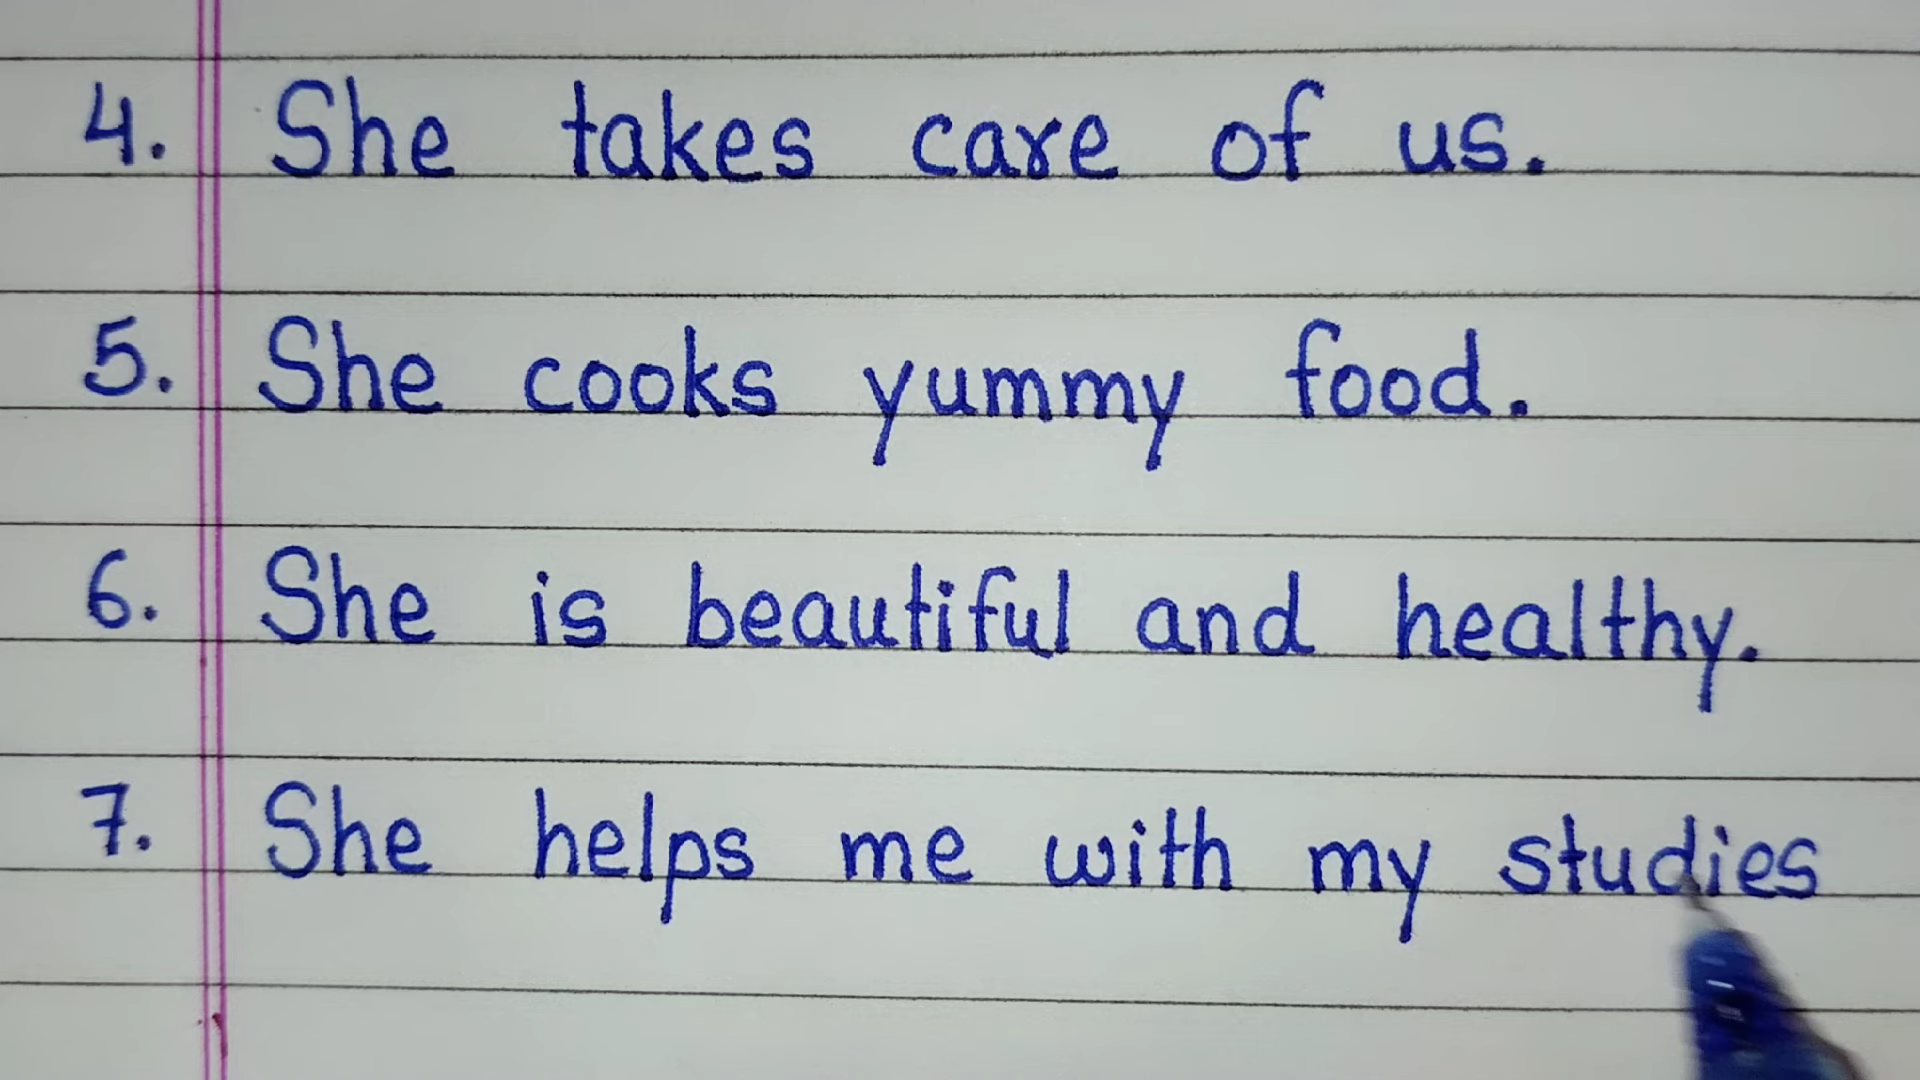 4. She takes care of us.
5. She cooks yummy food.
6. She is beautiful and healthy.
7. She helps me with my studies